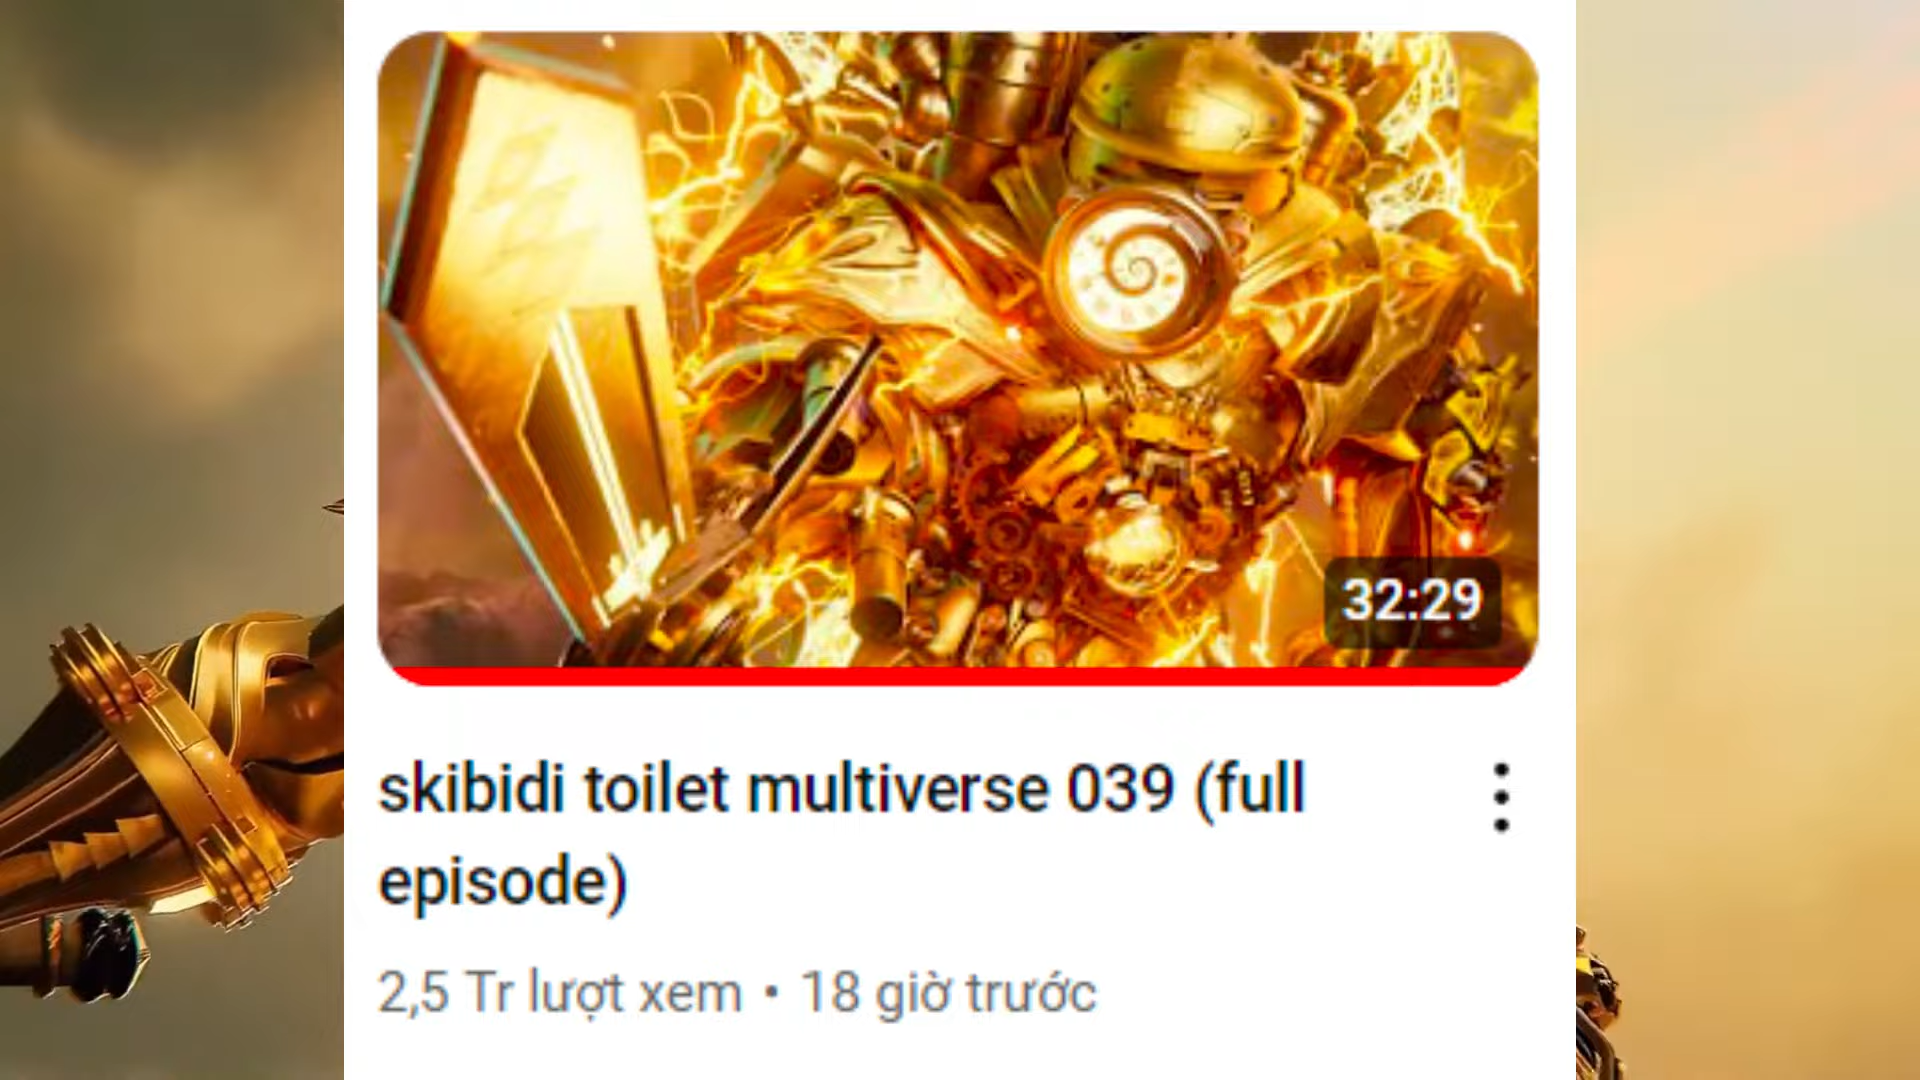 32:29
skibidi toilet multiverse 039 (full
episode)
2,5 Tr lượt xem • 18 giờ trước